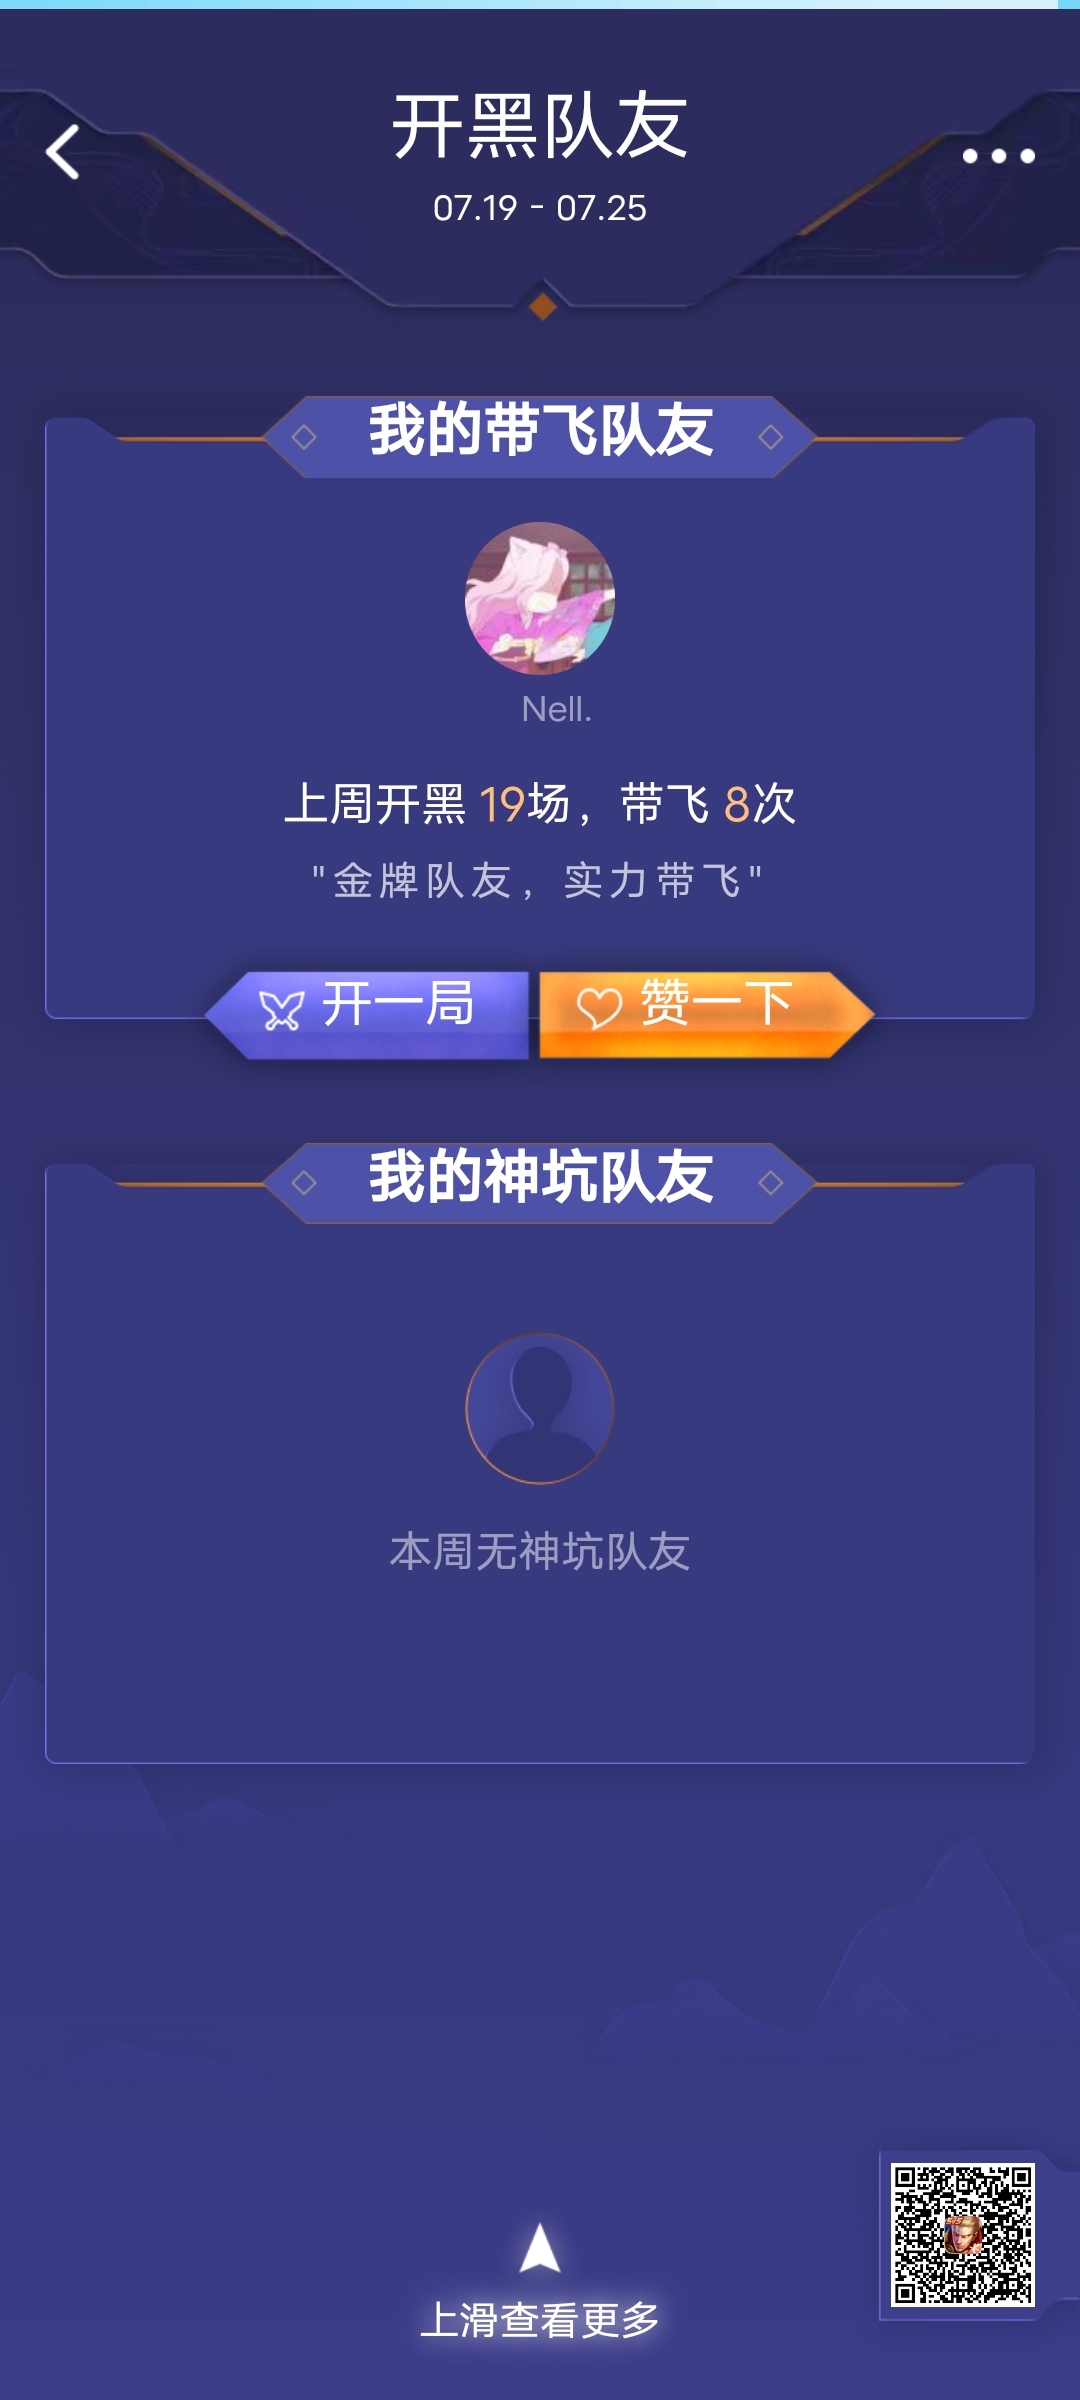 开黑队友
07.19 - 07.25
我的带飞队友
Nell.
上周开黑 19场，带飞 8次
"金牌队友，实力带飞"
开一局
赞一下
我的神坑队友
本周无神坑队友
上滑查看更多